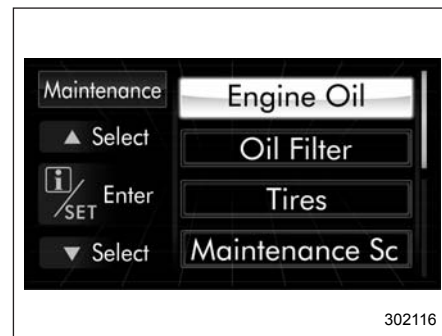 Maintenance
▲ Select
i/SET Enter
▼ Select
Engine Oil
Oil Filter
Tires
Maintenance Sc
302116